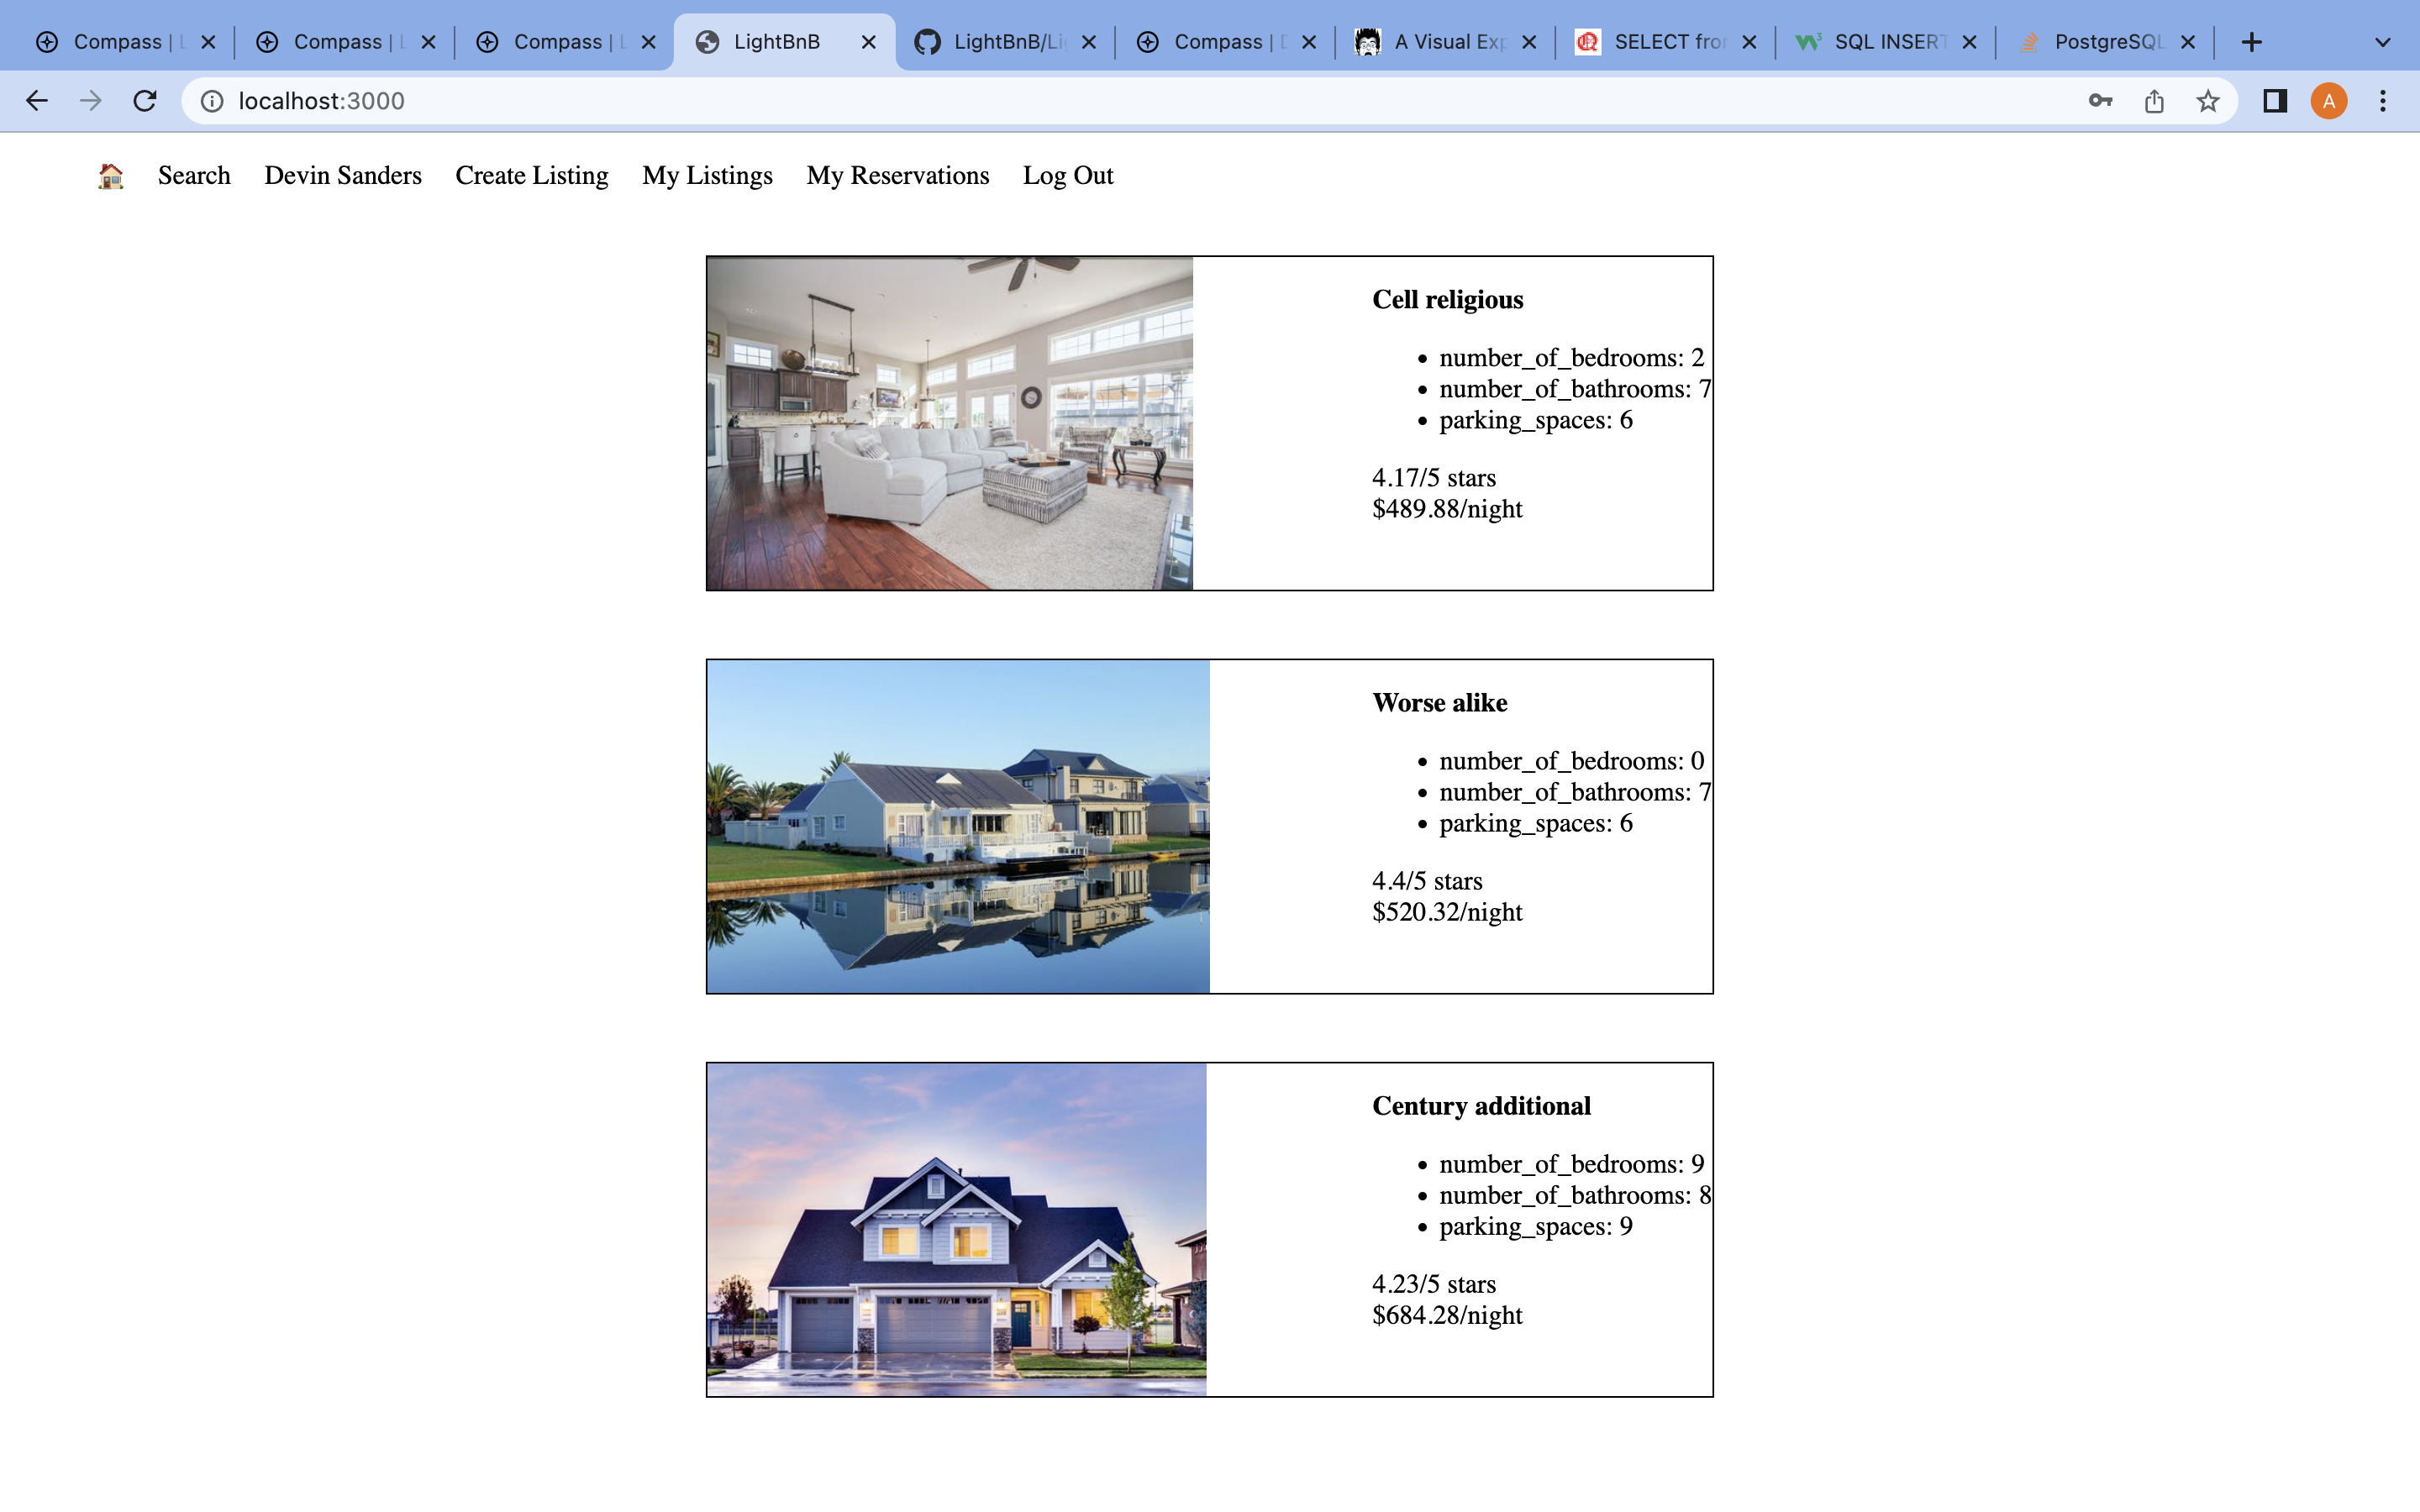 Compass |
Compass |
Compass |
LightBnB
LightBnB/Li
Compass |
A Visual Exp
SELECT from
SQL INSERT
PostgreSQL
localhost:3000
A
Search Devin Sanders Create Listing My Listings My Reservations Log Out
Cell religious
number_of_bedrooms: 2
number_of_bathrooms: 7
parking_spaces: 6
4.17/5 stars
$489.88/night
Worse alike
number_of_bedrooms: 0
number_of_bathrooms: 7
parking_spaces: 6
4.4/5 stars
$520.32/night
Century additional
number_of_bedrooms: 9
number_of_bathrooms: 8
parking_spaces: 9
4.23/5 stars
$684.28/night